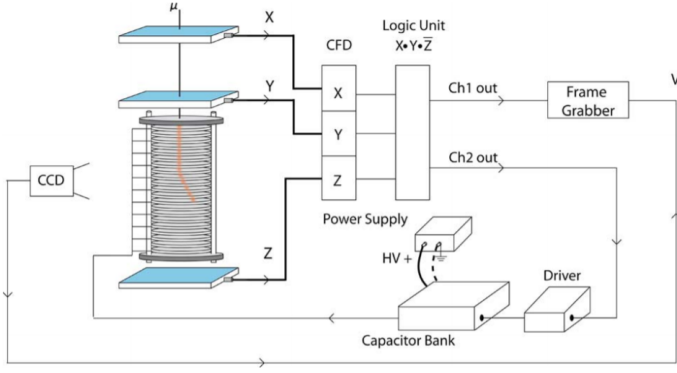 μ
X
Logic Unit
CFD
X•Y•Z̅
Y
X
Ch1 out
Frame
Grabber
V
Y
CCD
Z
Ch2 out
Power Supply
Z
HV +
Driver
Capacitor Bank